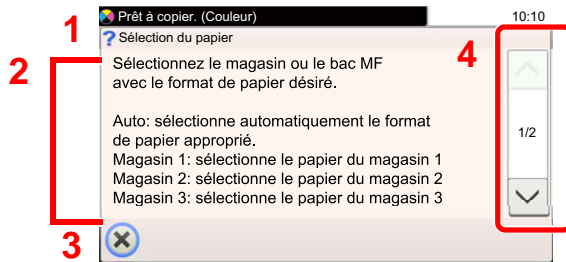 Prêt à copier. (Couleur)
10:10
1
? Sélection du papier
4
2
Sélectionnez le magasin ou le bac MF
avec le format de papier désiré.
Auto: sélectionne automatiquement le format
de papier approprié.
1/2
Magasin 1: sélectionne le papier du magasin 1
Magasin 2: sélectionne le papier du magasin 2
Magasin 3: sélectionne le papier du magasin 3
3